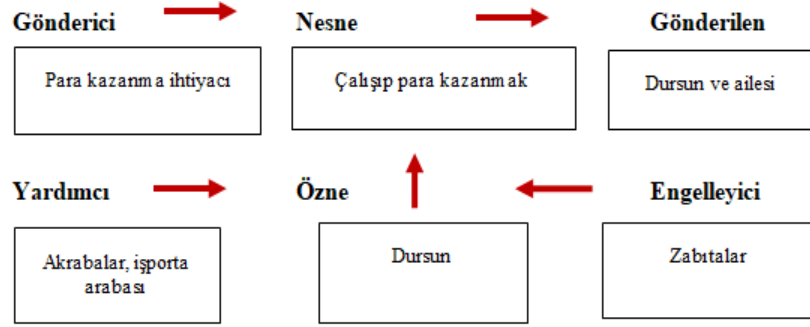 Gönderici
Nesne
Gönderilen
Para kazanma ihtiyacı
Çalışıp para kazanmak
Dursun ve ailesi
Yardımcı
Özne
Engelleyici
Akrabalar, işporta
arabası
Dursun
Zabıtalar